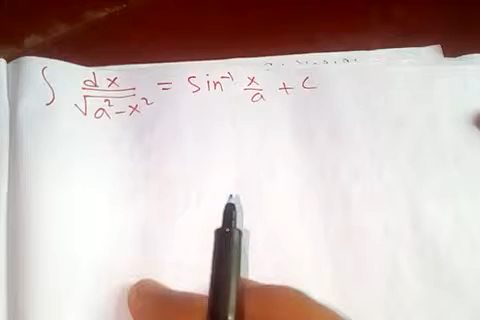 ∫ dx / √(a²-x²) = Sin⁻¹ x/a + c